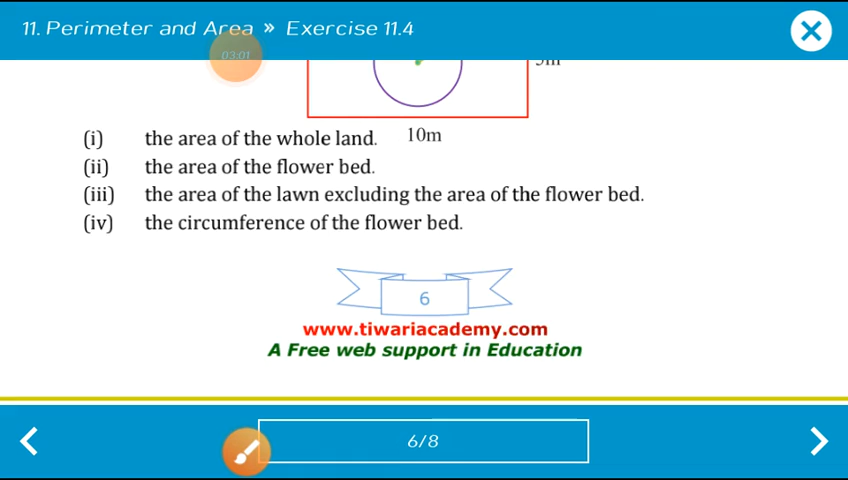 11. Perimeter and Area » Exercise 11.4
03:01
10m
(i) the area of the whole land.
(ii) the area of the flower bed.
(iii) the area of the lawn excluding the area of the flower bed.
(iv) the circumference of the flower bed.
6
www.tiwariacademy.com
A Free web support in Education
6/8